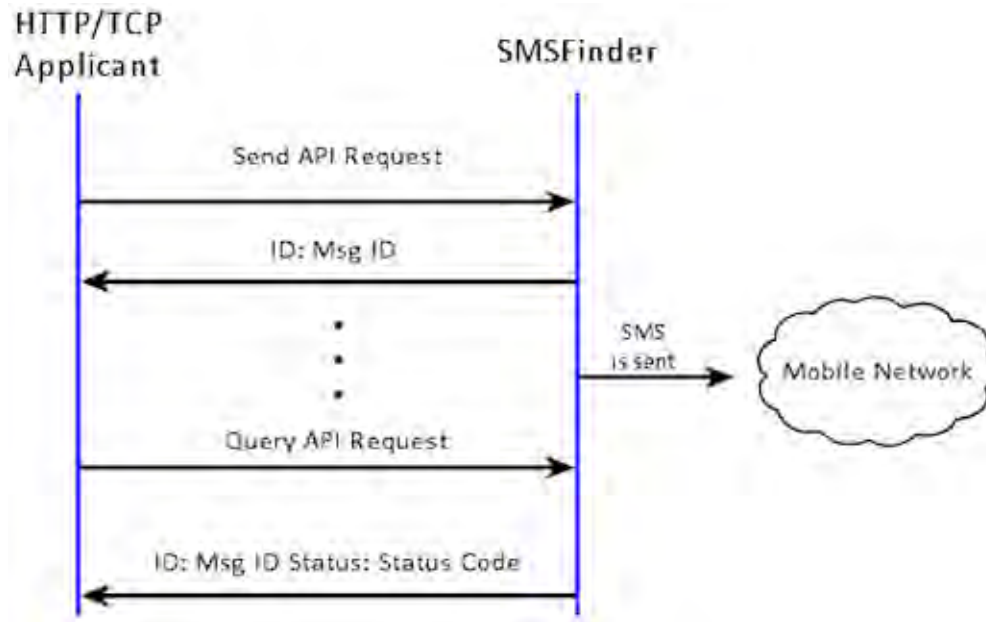 HTTP/TCP
Applicant
SMSFinder
Send API Request
ID: Msg ID
SMS
is sent
Mobile Network
Query API Request
ID: Msg ID Status: Status Code